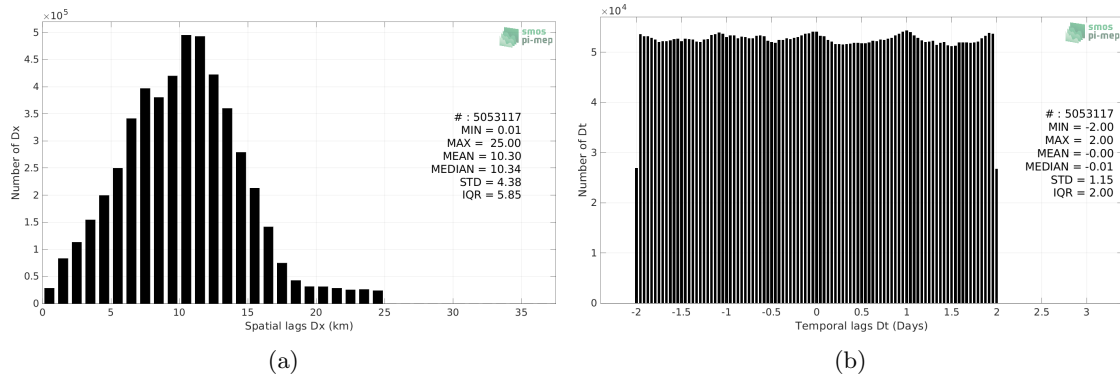 ×10⁵
5
4.5
4
3.5
3
2.5
2
1.5
1
0.5
0
Number of Dx
smos
pi-mep
# : 5053117
MIN = 0.01
MAX = 25.00
MEAN = 10.30
MEDIAN = 10.34
STD = 4.38
IQR = 5.85
0 5 10 15 20 25 30 35
Spatial lags Dx (km)
(a)
×10⁴
5
4
3
2
1
0
Number of Dt
smos
pi-mep
# : 5053117
MIN = -2.00
MAX = 2.00
MEAN = -0.00
MEDIAN = -0.01
STD = 1.15
IQR = 2.00
-2 -1.5 -1 -0.5 0 0.5 1 1.5 2 2.5 3
Temporal lags Dt (Days)
(b)